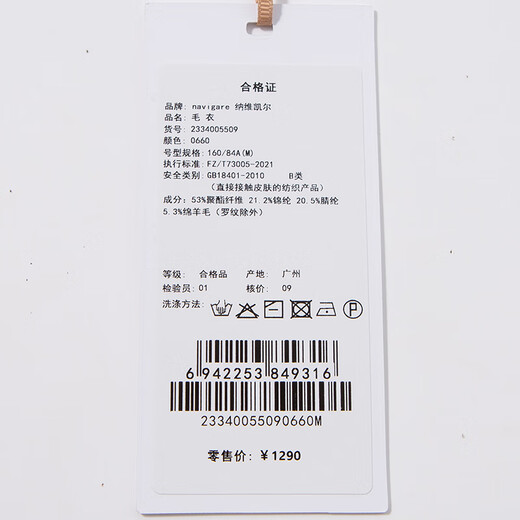 合格证
品牌: navigare 纳维凯尔
品名: 毛 衣
货号: 2334005509
颜色: 0660
号型规格: 160/84A(M)
执行标准: FZ/T73005-2021
安全类别: GB18401-2010 B类
(直接接触皮肤的纺织产品)
成分: 53%聚酯纤维 21.2%锦纶 20.5%腈纶
5.3%绵羊毛 (罗纹除外)
等级: 合格品 产地: 广州
检验员: 01 核价: 09
洗涤方法: P
6 942253 849316
23340055090660M
零售价: ¥1290